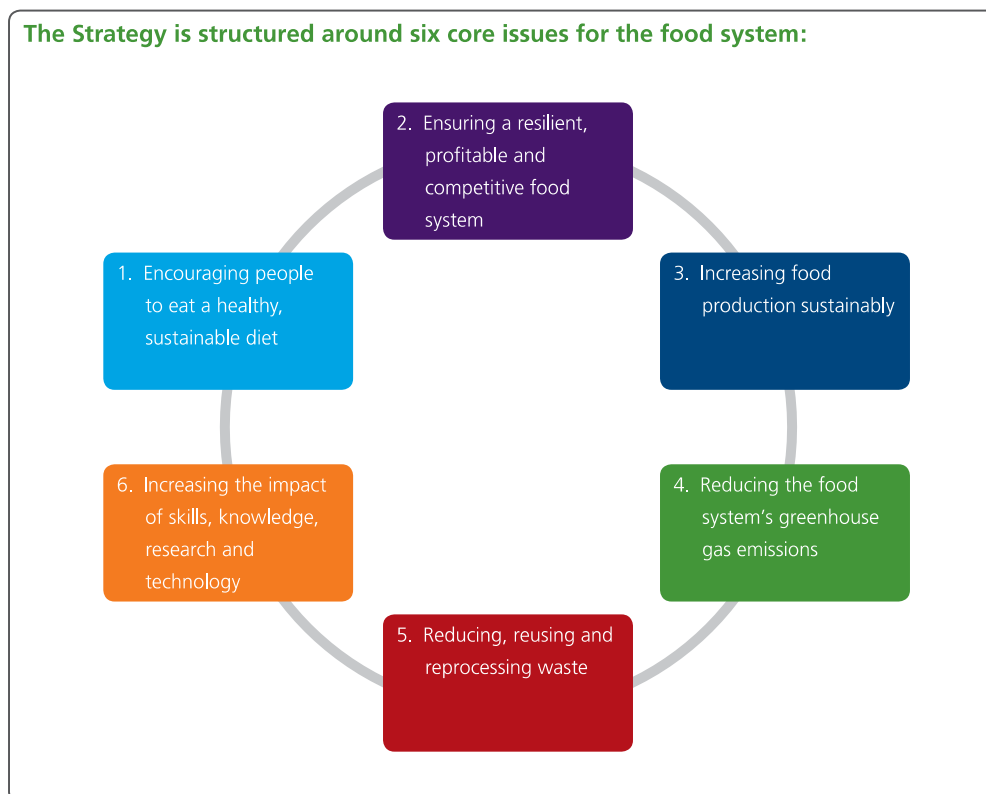 The Strategy is structured around six core issues for the food system:
2. Ensuring a resilient,
profitable and
competitive food
system
1. Encouraging people
to eat a healthy,
sustainable diet
3. Increasing food
production sustainably
6. Increasing the impact
of skills, knowledge,
research and
technology
4. Reducing the food
system’s greenhouse
gas emissions
5. Reducing, reusing and
reprocessing waste